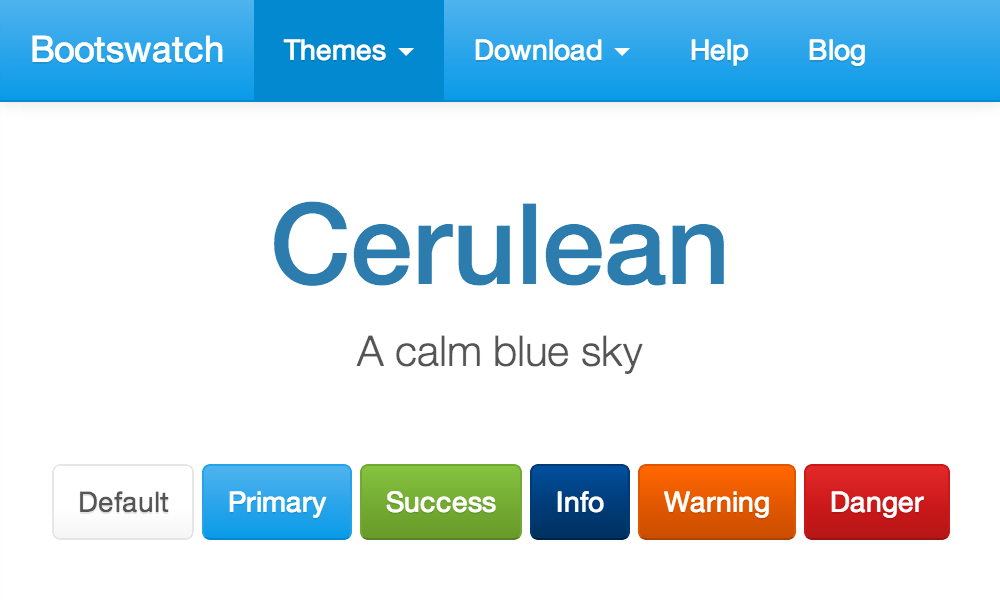 Bootswatch Themes Download Help Blog
Cerulean
A calm blue sky
Default Primary Success Info Warning Danger